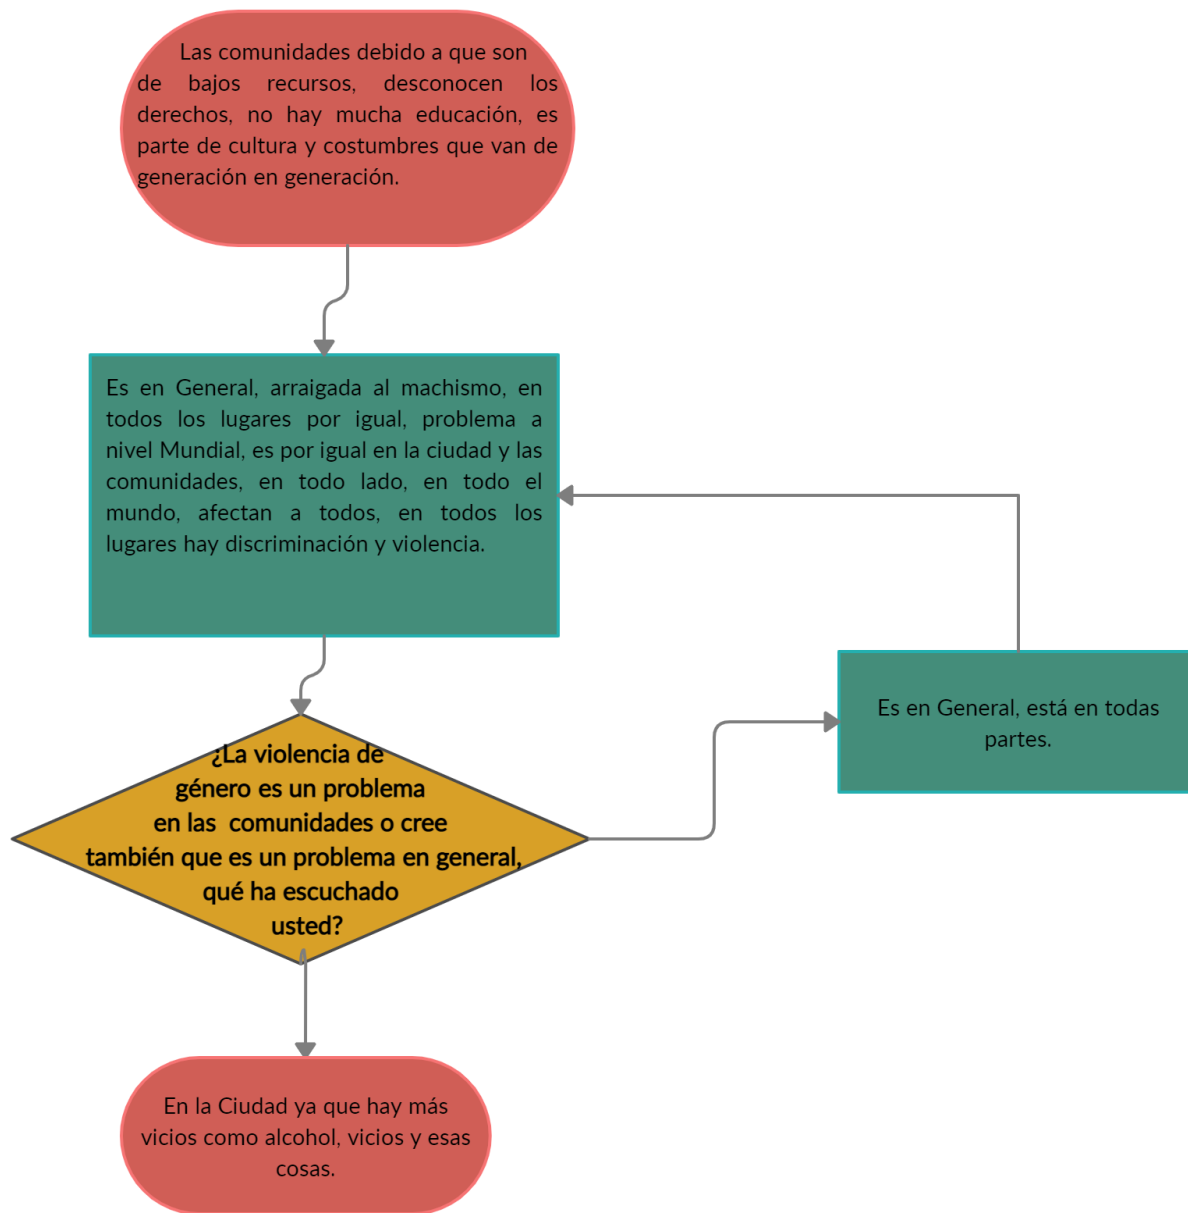 Las comunidades debido a que son
de bajos recursos, desconocen los
derechos, no hay mucha educación, es
parte de cultura y costumbres que van de
generación en generación.
Es en General, arraigada al machismo, en
todos los lugares por igual, problema a
nivel Mundial, es por igual en la ciudad y las
comunidades, en todo lado, en todo el
mundo, afectan a todos, en todos los
lugares hay discriminación y violencia.
Es en General, está en todas
partes.
¿La violencia de
género es un problema
en las comunidades o cree
también que es un problema en general,
qué ha escuchado
usted?
En la Ciudad ya que hay más
vicios como alcohol, vicios y esas
cosas.